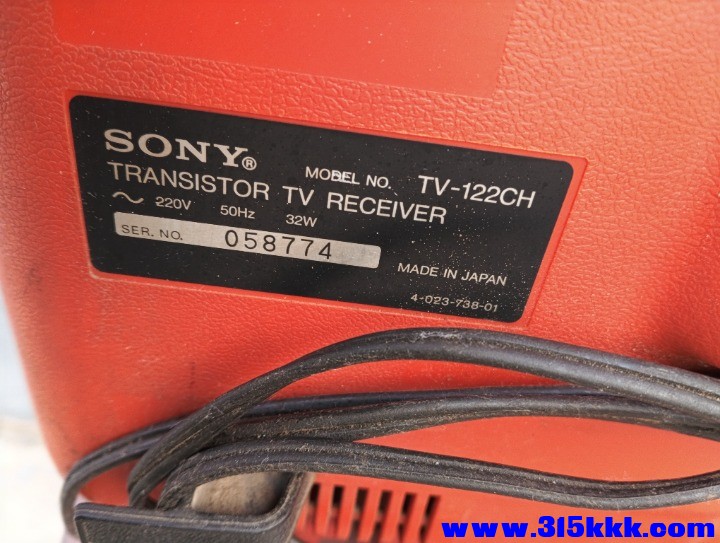 SONY®
MODEL NO. TV-122CH
TRANSISTOR TV RECEIVER
~ 220V 50Hz 32W
SER. NO. 058774
MADE IN JAPAN
4-023-738-01
www.315kkk.com